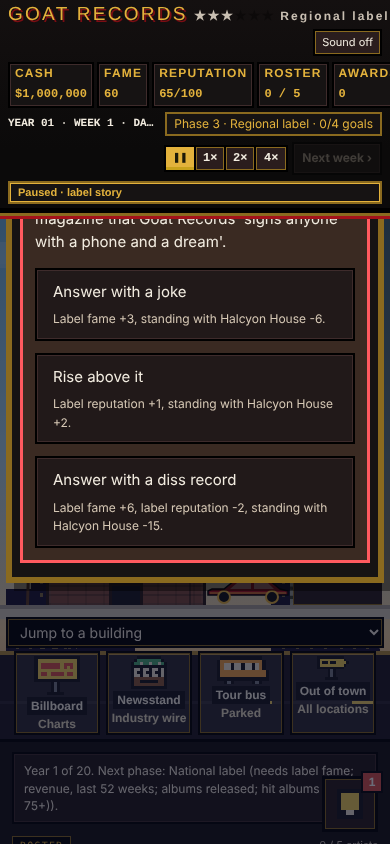 GOAT RECORDS ★★★★★ Regional label
Sound off
CASH
$1,000,000
FAME
60
REPUTATION
65/100
ROSTER
0 / 5
AWARD
0
YEAR 01 · WEEK 1 · DA…
Phase 3 · Regional label · 0/4 goals
1× 2× 4× Next week ›
Paused · label story
magazine that Goat Records 'signs anyone
with a phone and a dream'.
Answer with a joke
Label fame +3, standing with Halcyon House -6.
Rise above it
Label reputation +1, standing with Halcyon House
+2.
Answer with a diss record
Label fame +6, label reputation -2, standing with
Halcyon House -15.
Jump to a building
Billboard
Charts
Newsstand
Industry wire
Tour bus
Parked
Out of town
All locations
Year 1 of 20. Next phase: National label (needs label fame;
revenue, last 52 weeks; albums released; hit albums
75+)).
1
ROSTER
0 / 5 artists